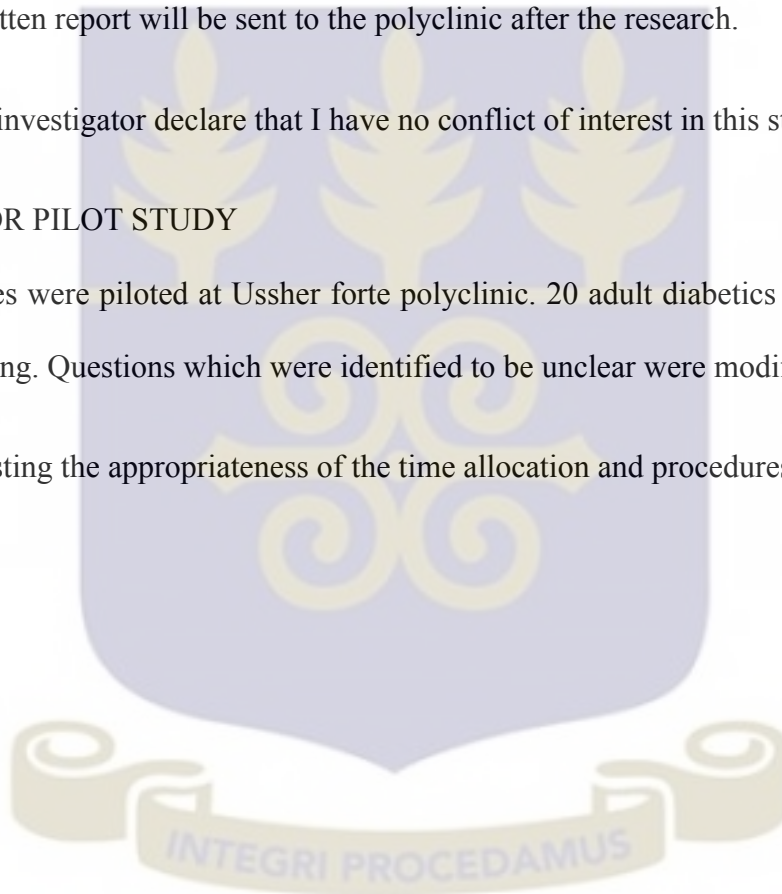 tten report will be sent to the polyclinic after the research.
investigator declare that I have no conflict of interest in this
OR PILOT STUDY
es were piloted at Ussher forte polyclinic. 20 adult diabetics
ng. Questions which were identified to be unclear were modi
sting the appropriateness of the time allocation and procedures
INTEGRI PROCEDAMUS